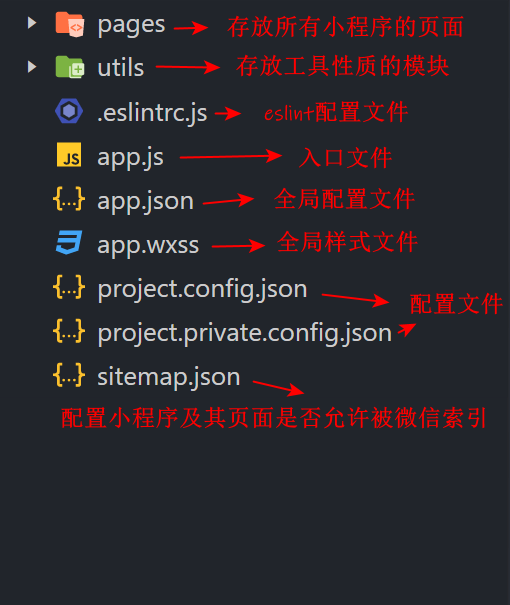 pages 存放所有小程序的页面
utils 存放工具性质的模块
.eslintrc.js eslint配置文件
JS app.js 入口文件
{...} app.json 全局配置文件
app.wxss 全局样式文件
{...} project.config.json 配置文件
{...} project.private.config.json
{...} sitemap.json
配置小程序及其页面是否允许被微信索引